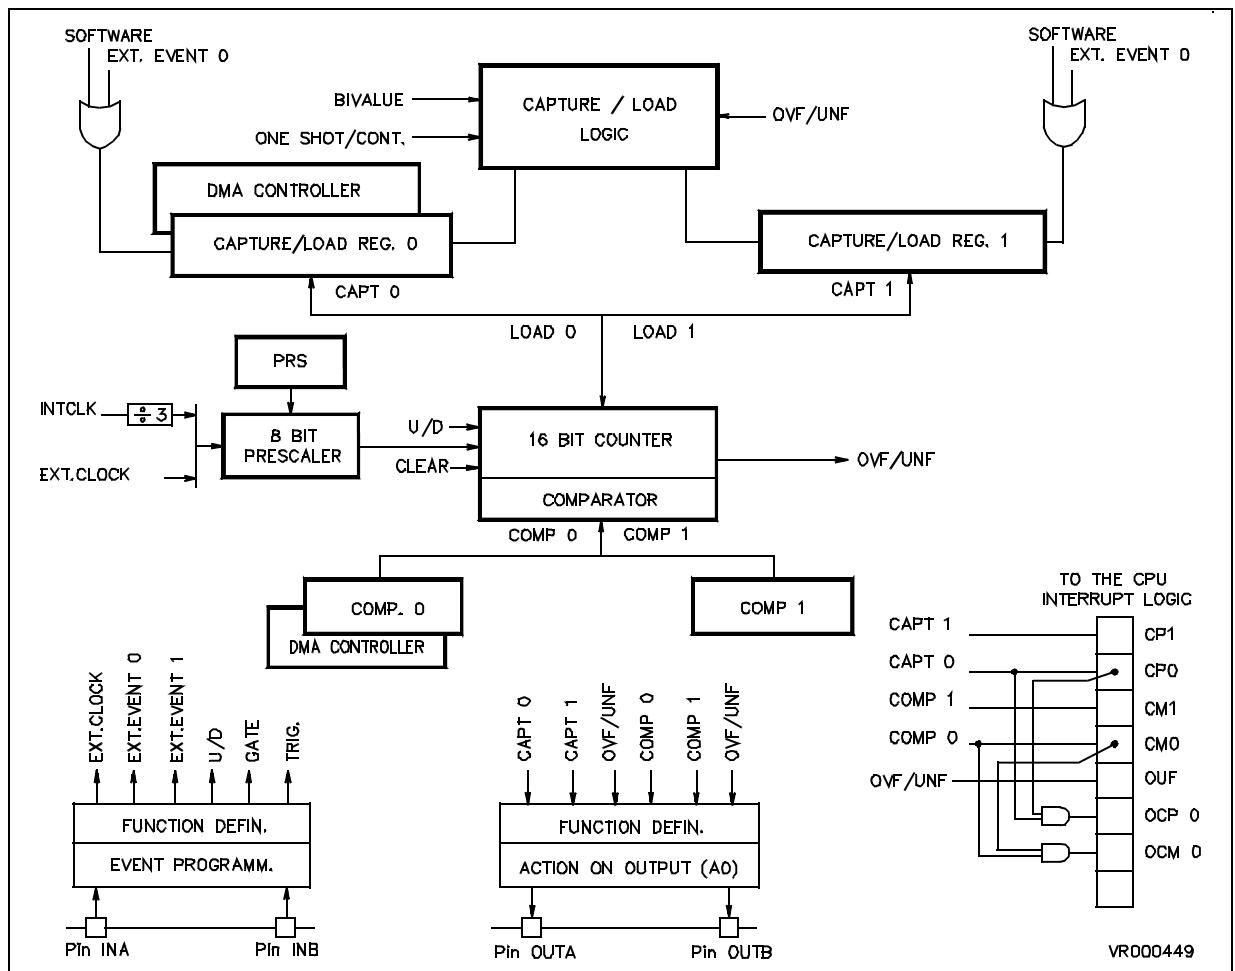 SOFTWARE
EXT. EVENT 0
SOFTWARE
EXT. EVENT 0
BIVALUE
ONE SHOT/CONT.
CAPTURE / LOAD
LOGIC
OVF/UNF
DMA CONTROLLER
CAPTURE/LOAD REG. 0
CAPTURE/LOAD REG. 1
CAPT 0
CAPT 1
LOAD 0
LOAD 1
PRS
INTCLK
÷ 3
8 BIT
PRESCALER
EXT.CLOCK
U/D
CLEAR
16 BIT COUNTER
COMPARATOR
OVF/UNF
COMP 0
COMP 1
COMP. 0
DMA CONTROLLER
COMP 1
TO THE CPU
INTERRUPT LOGIC
CAPT 1
CP1
CAPT 0
CP0
COMP 1
CM1
COMP 0
CM0
OVF/UNF
OUF
OCP 0
OCM 0
EXT.CLOCK
EXT.EVENT 0
EXT.EVENT 1
U/D
GATE
TRIG.
FUNCTION DEFIN.
EVENT PROGRAMM.
Pin INA
Pin INB
CAPT 0
CAPT 1
OVF/UNF
COMP 0
COMP 1
OVF/UNF
FUNCTION DEFIN.
ACTION ON OUTPUT (AO)
Pin OUTA
Pin OUTB
VR000449